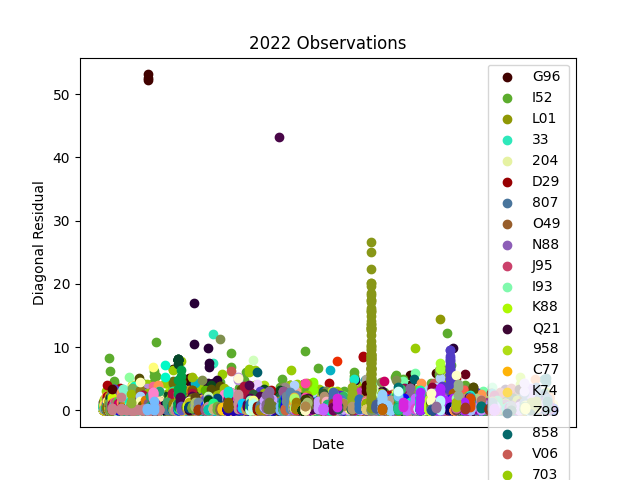 2022 Observations
50
40
30
20
10
0
Diagonal Residual
Date
G96
I52
L01
33
204
D29
807
O49
N88
J95
I93
K88
Q21
958
C77
K74
Z99
858
V06
703